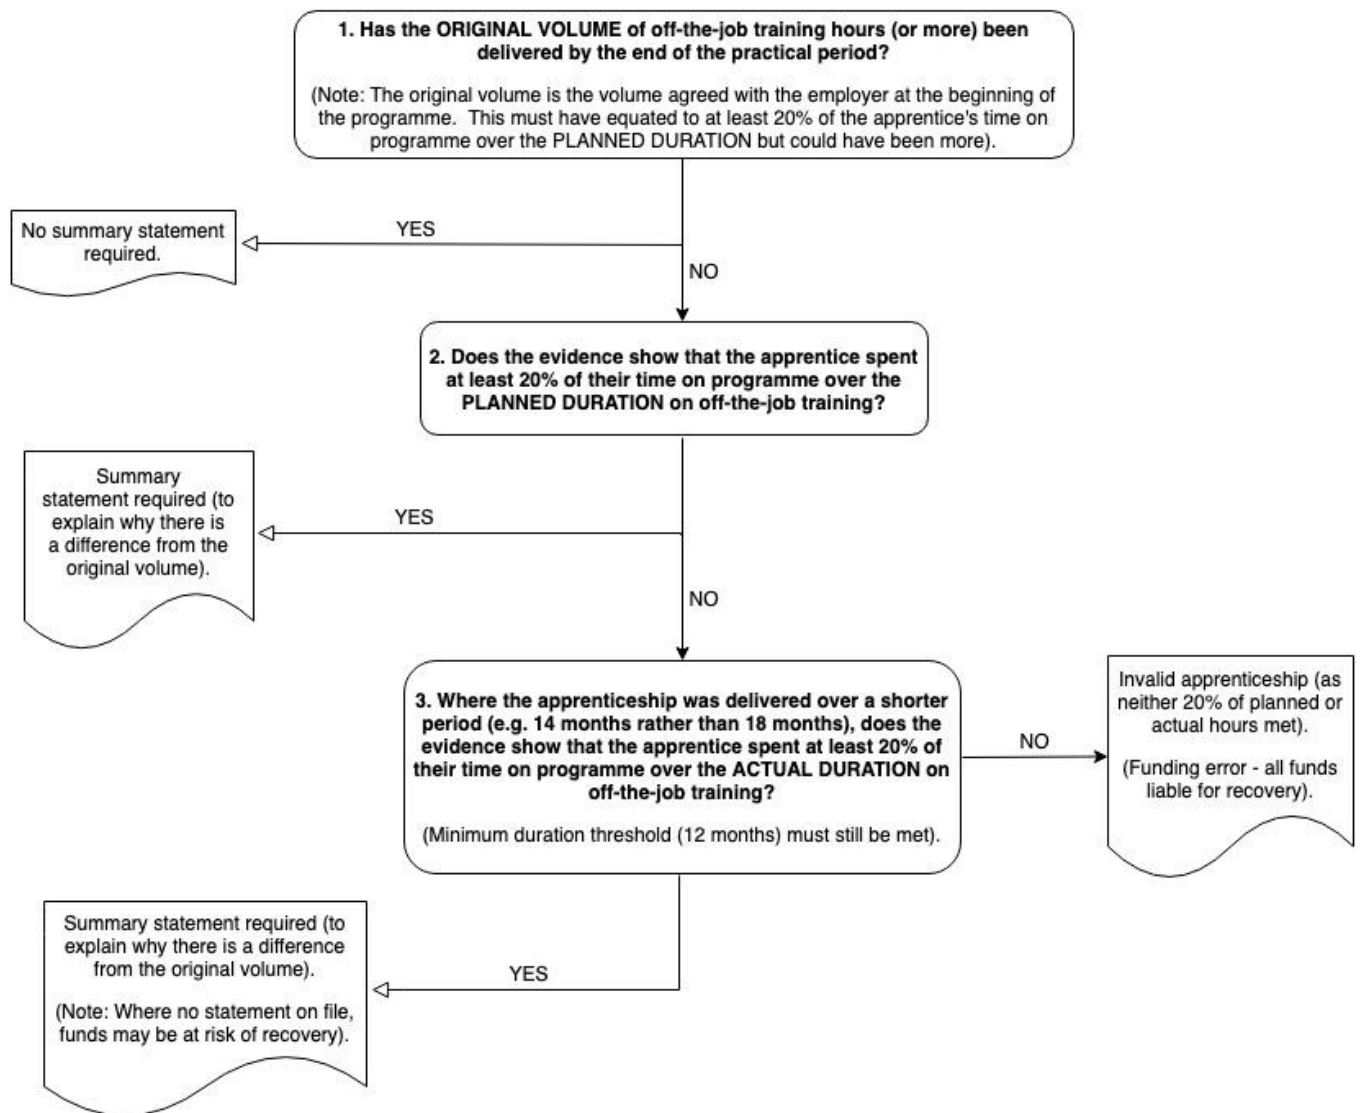 1. Has the ORIGINAL VOLUME of off-the-job training hours (or more) been
delivered by the end of the practical period?
(Note: The original volume is the volume agreed with the employer at the beginning of
the programme.  This must have equated to at least 20% of the apprentice's time on
programme over the PLANNED DURATION but could have been more).
YES
No summary statement
required.
NO
2. Does the evidence show that the apprentice spent
at least 20% of their time on programme over the
PLANNED DURATION on off-the-job training?
YES
Summary
statement required (to
explain why there is
a difference from the
original volume).
NO
3. Where the apprenticeship was delivered over a shorter
period (e.g. 14 months rather than 18 months), does the
evidence show that the apprentice spent at least 20% of
their time on programme over the ACTUAL DURATION on
off-the-job training?
(Minimum duration threshold (12 months) must still be met).
NO
Invalid apprenticeship (as
neither 20% of planned or
actual hours met).
(Funding error - all funds
liable for recovery).
YES
Summary statement required (to
explain why there is a difference
from the original volume).
(Note: Where no statement on file,
funds may be at risk of recovery).